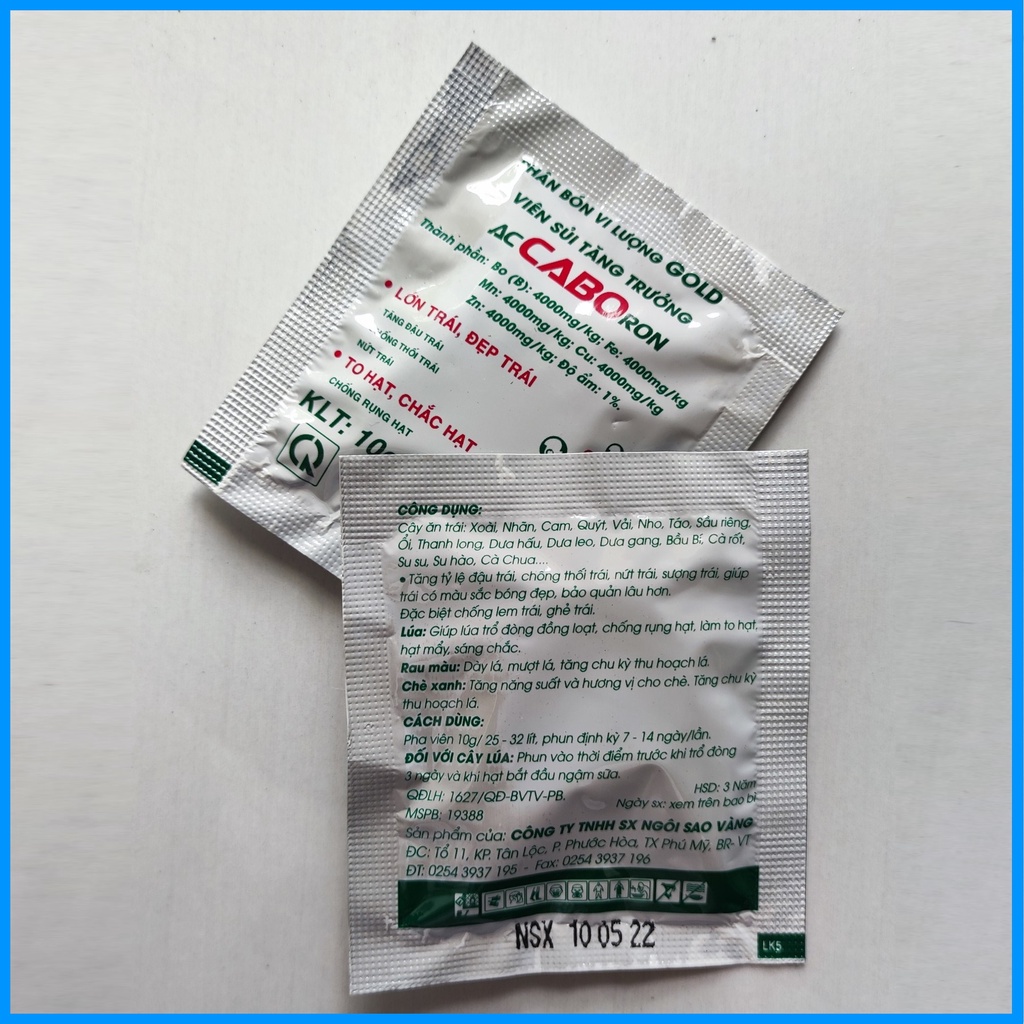 PHÂN BÓN VI LƯỢNG GOLD
VIÊN SỦI TĂNG TRƯỞNG
AC CABORON
Thành phần: Bo (B): 4000mg/kg; Fe: 4000mg/kg
Mn: 4000mg/kg; Cu: 4000mg/kg
Zn: 4000mg/kg; Độ ẩm: 1%.
• LỚN TRÁI, ĐẸP TRÁI
TĂNG ĐẬU TRÁI
CHỐNG THỐI TRÁI
NỨT TRÁI
• TO HẠT, CHẮC HẠT
CHỐNG RỤNG HẠT
KLT: 10g
CÔNG DỤNG:
Cây ăn trái: Xoài, Nhãn, Cam, Quýt, Vải, Nho, Táo, Sầu riêng,
Ổi, Thanh long, Dưa hấu, Dưa leo, Dưa gang, Bầu Bí, Cà rốt,
Su su, Su hào, Cà Chua....
• Tăng tỷ lệ đậu trái, chống thối trái, nứt trái, sượng trái, giúp
trái có màu sắc bóng đẹp, bảo quản lâu hơn.
Đặc biệt chống lem trái, ghẻ trái.
Lúa: Giúp lúa trổ đòng đồng loạt, chống rụng hạt, làm to hạt,
hạt mẩy, sáng chắc.
Rau màu: Dày lá, mượt lá, tăng chu kỳ thu hoạch lá.
Chè xanh: Tăng năng suất và hương vị cho chè. Tăng chu kỳ
thu hoạch lá.
CÁCH DÙNG:
Pha viên 10g/ 25 - 32 lít, phun định kỳ 7 - 14 ngày/lần.
ĐỐI VỚI CÂY LÚA: Phun vào thời điểm trước khi trổ đòng
3 ngày và khi hạt bắt đầu ngậm sữa.
QĐLH: 1627/QĐ-BVTV-PB. HSD: 3 Năm
MSPB: 19388 Ngày sx: xem trên bao bì
Sản phẩm của: CÔNG TY TNHH SX NGÔI SAO VÀNG
ĐC: Tổ 11, KP. Tân Lộc, P. Phước Hòa, TX Phú Mỹ, BR- VT
ĐT: 0254 3937 195 - Fax: 0254 3937 196
NSX 10 05 22
LK5